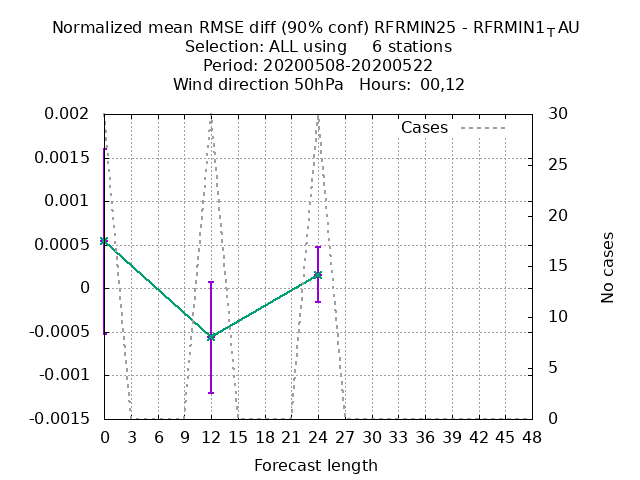 Normalized mean RMSE diff (90% conf) RFRMIN25 - RFRMIN1TAU
Selection: ALL using 6 stations
Period: 20200508-20200522
Wind direction 50hPa Hours: 00,12
Cases
0.002
0.0015
0.001
0.0005
0
-0.0005
-0.001
-0.0015
30
25
20
15
10
5
0
No cases
0 3 6 9 12 15 18 21 24 27 30 33 36 39 42 45 48
Forecast length